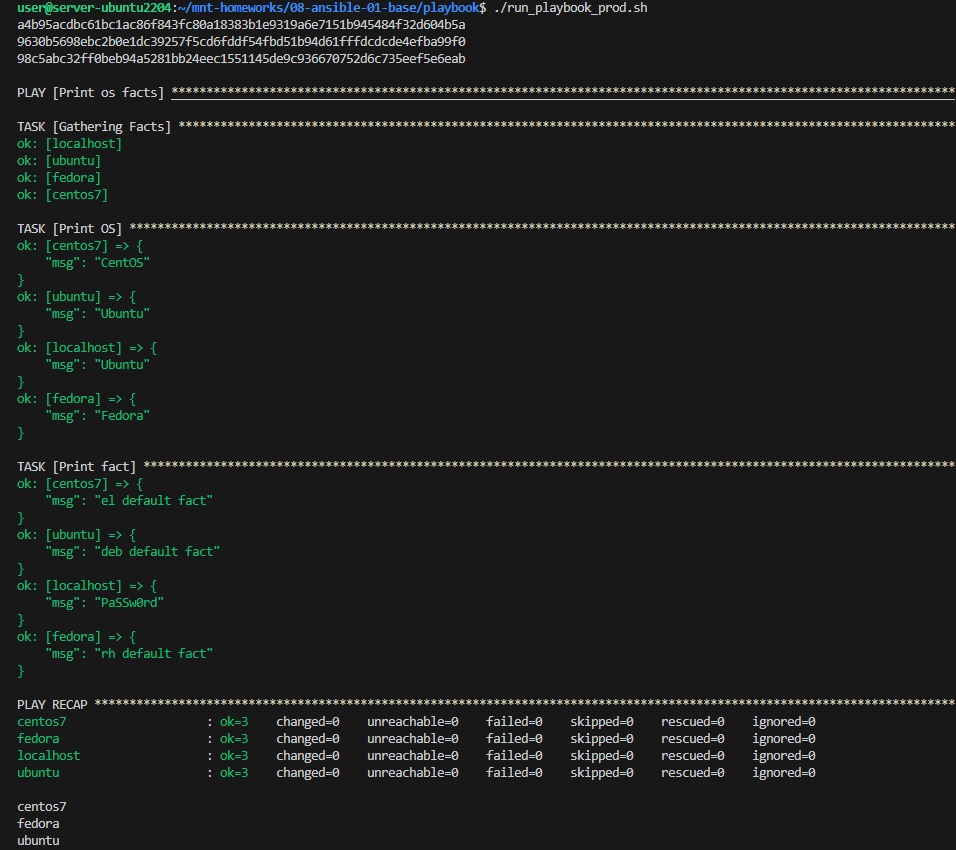 user@server-ubuntu2204:~/mnt-homeworks/08-ansible-01-base/playbook$ ./run_playbook_prod.sh
a4b95acdbc61bc1ac86f843fc80a18383b1e9319a6e7151b945484f32d604b5a
9630b5698ebc2b0e1dc39257f5cd6fddf54fbd51b94d61fffdcdcde4efba99f0
98c5abc32ff0beb94a5281bb24eec1551145de9c936670752d6c735eef5e6eab

PLAY [Print os facts] ****************************************************************************************************************

TASK [Gathering Facts] ***************************************************************************************************************
ok: [localhost]
ok: [ubuntu]
ok: [fedora]
ok: [centos7]

TASK [Print OS] **********************************************************************************************************************
ok: [centos7] => {
    "msg": "CentOS"
}
ok: [ubuntu] => {
    "msg": "Ubuntu"
}
ok: [localhost] => {
    "msg": "Ubuntu"
}
ok: [fedora] => {
    "msg": "Fedora"
}

TASK [Print fact] ********************************************************************************************************************
ok: [centos7] => {
    "msg": "el default fact"
}
ok: [ubuntu] => {
    "msg": "deb default fact"
}
ok: [localhost] => {
    "msg": "PaSSw0rd"
}
ok: [fedora] => {
    "msg": "rh default fact"
}

PLAY RECAP ***************************************************************************************************************************
centos7                    : ok=3    changed=0    unreachable=0    failed=0    skipped=0    rescued=0    ignored=0
fedora                     : ok=3    changed=0    unreachable=0    failed=0    skipped=0    rescued=0    ignored=0
localhost                  : ok=3    changed=0    unreachable=0    failed=0    skipped=0    rescued=0    ignored=0
ubuntu                     : ok=3    changed=0    unreachable=0    failed=0    skipped=0    rescued=0    ignored=0

centos7
fedora
ubuntu